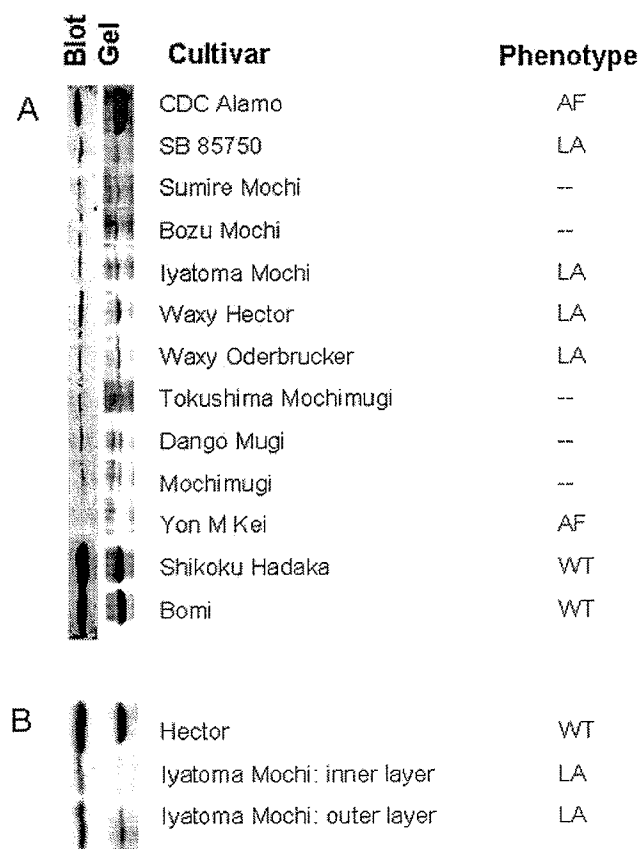 Blot Gel Cultivar Phenotype
A
CDC Alamo AF
SB 85750 LA
Sumire Mochi --
Bozu Mochi --
Iyatoma Mochi LA
Waxy Hector LA
Waxy Oderbrucker LA
Tokushima Mochimugi --
Dango Mugi --
Mochimugi --
Yon M Kei AF
Shikoku Hadaka WT
Bomi WT
B
Hector WT
Iyatoma Mochi: inner layer LA
Iyatoma Mochi: outer layer LA